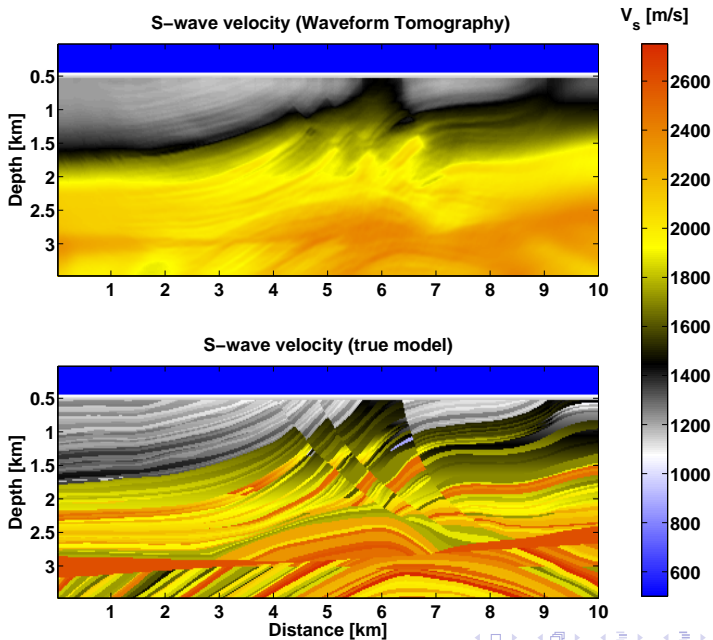 S−wave velocity (Waveform Tomography)
V_s [m/s]
Depth [km]
0.5
1
1.5
2
2.5
3
1 2 3 4 5 6 7 8 9 10
S−wave velocity (true model)
Depth [km]
0.5
1
1.5
2
2.5
3
1 2 3 4 5 6 7 8 9 10
Distance [km]
2600
2400
2200
2000
1800
1600
1400
1200
1000
800
600